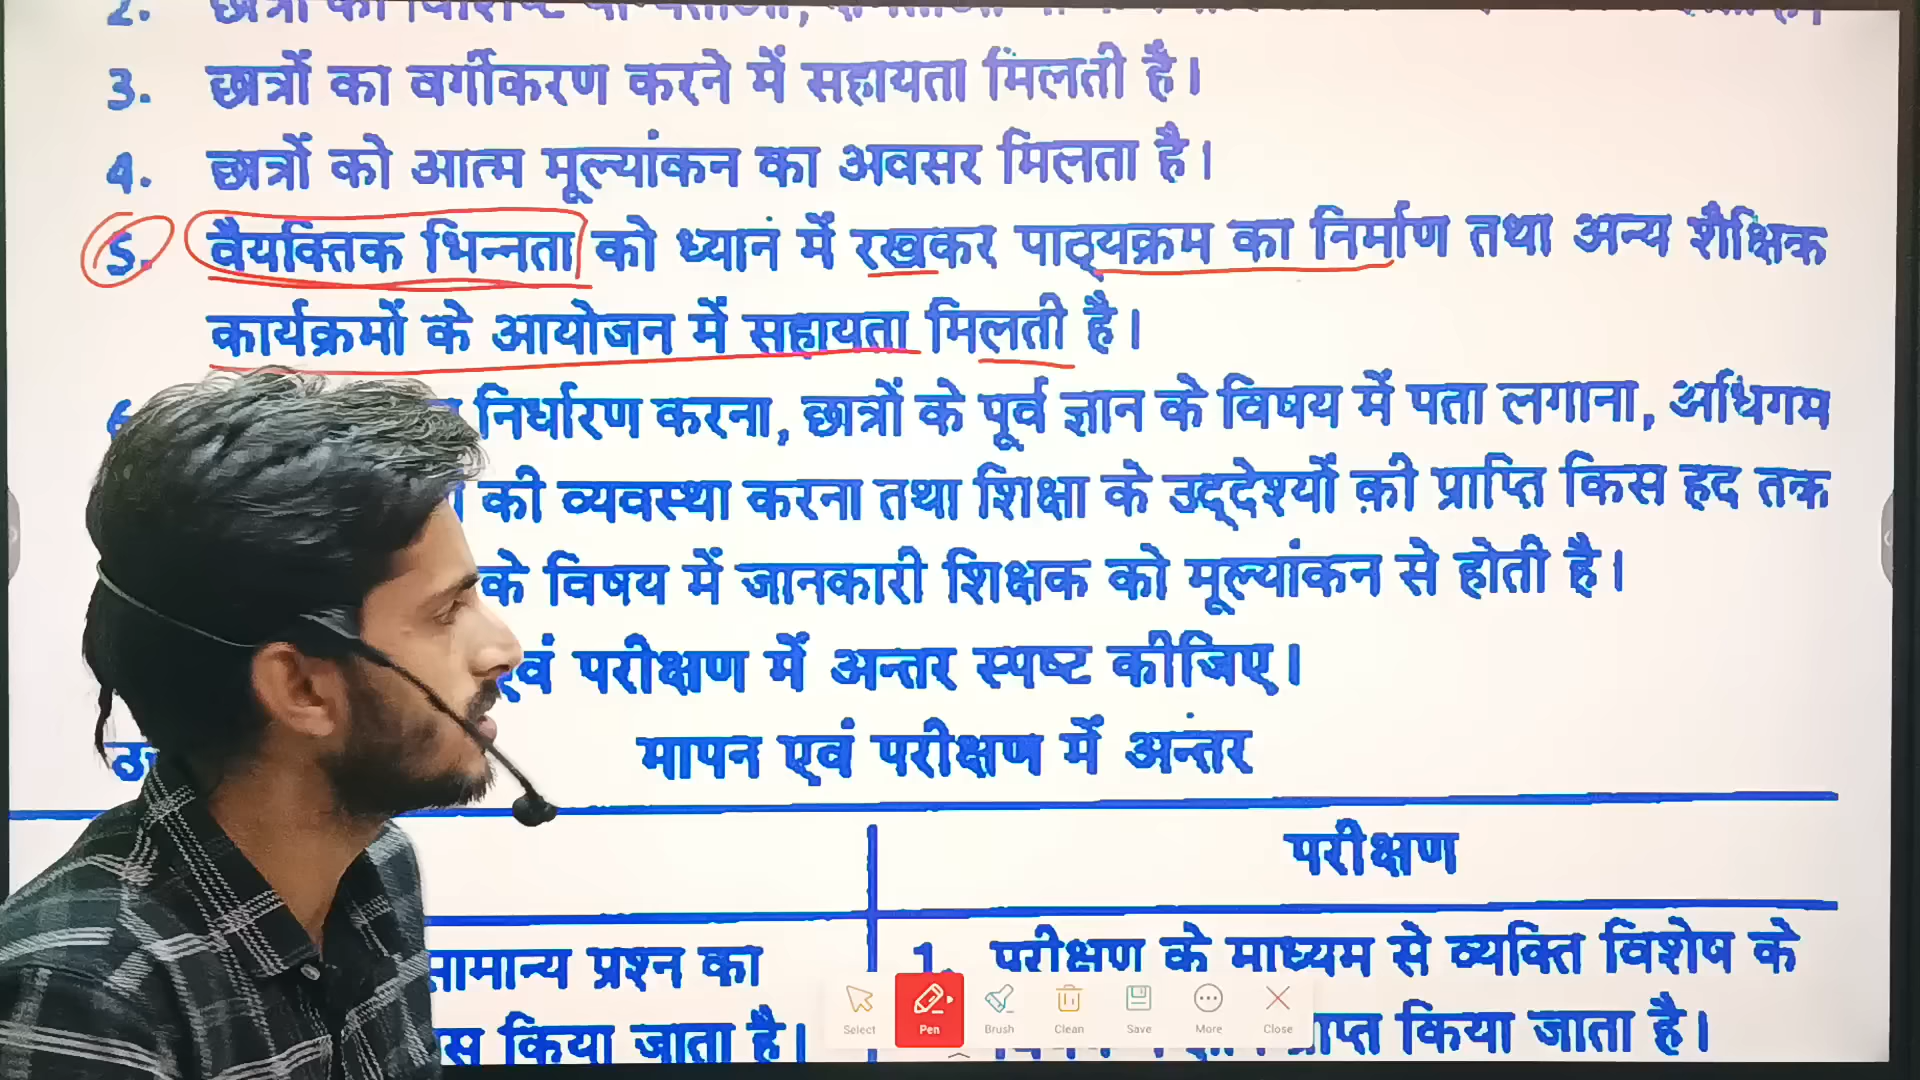 2. छात्रों की
3. छात्रों का वर्गीकरण करने में सहायता मिलती है।
4. छात्रों को आत्म मूल्यांकन का अवसर मिलता है।
5. वैयक्तिक भिन्नता को ध्यान में रखकर पाठ्यक्रम का निर्माण तथा अन्य शैक्षिक
कार्यक्रमों के आयोजन में सहायता मिलती है।
निर्धारण करना, छात्रों के पूर्व ज्ञान के विषय में पता लगाना, अधिगम
की व्यवस्था करना तथा शिक्षा के उद्देश्यों की प्राप्ति किस हद तक
के विषय में जानकारी शिक्षक को मूल्यांकन से होती है।
एवं परीक्षण में अन्तर स्पष्ट कीजिए।
मापन एवं परीक्षण में अन्तर
परीक्षण
सामान्य प्रश्न का
किया जाता है।
1. परीक्षण के माध्यम से व्यक्ति विशेष के
किया जाता है।
Select Pen Brush Clean Save More Close